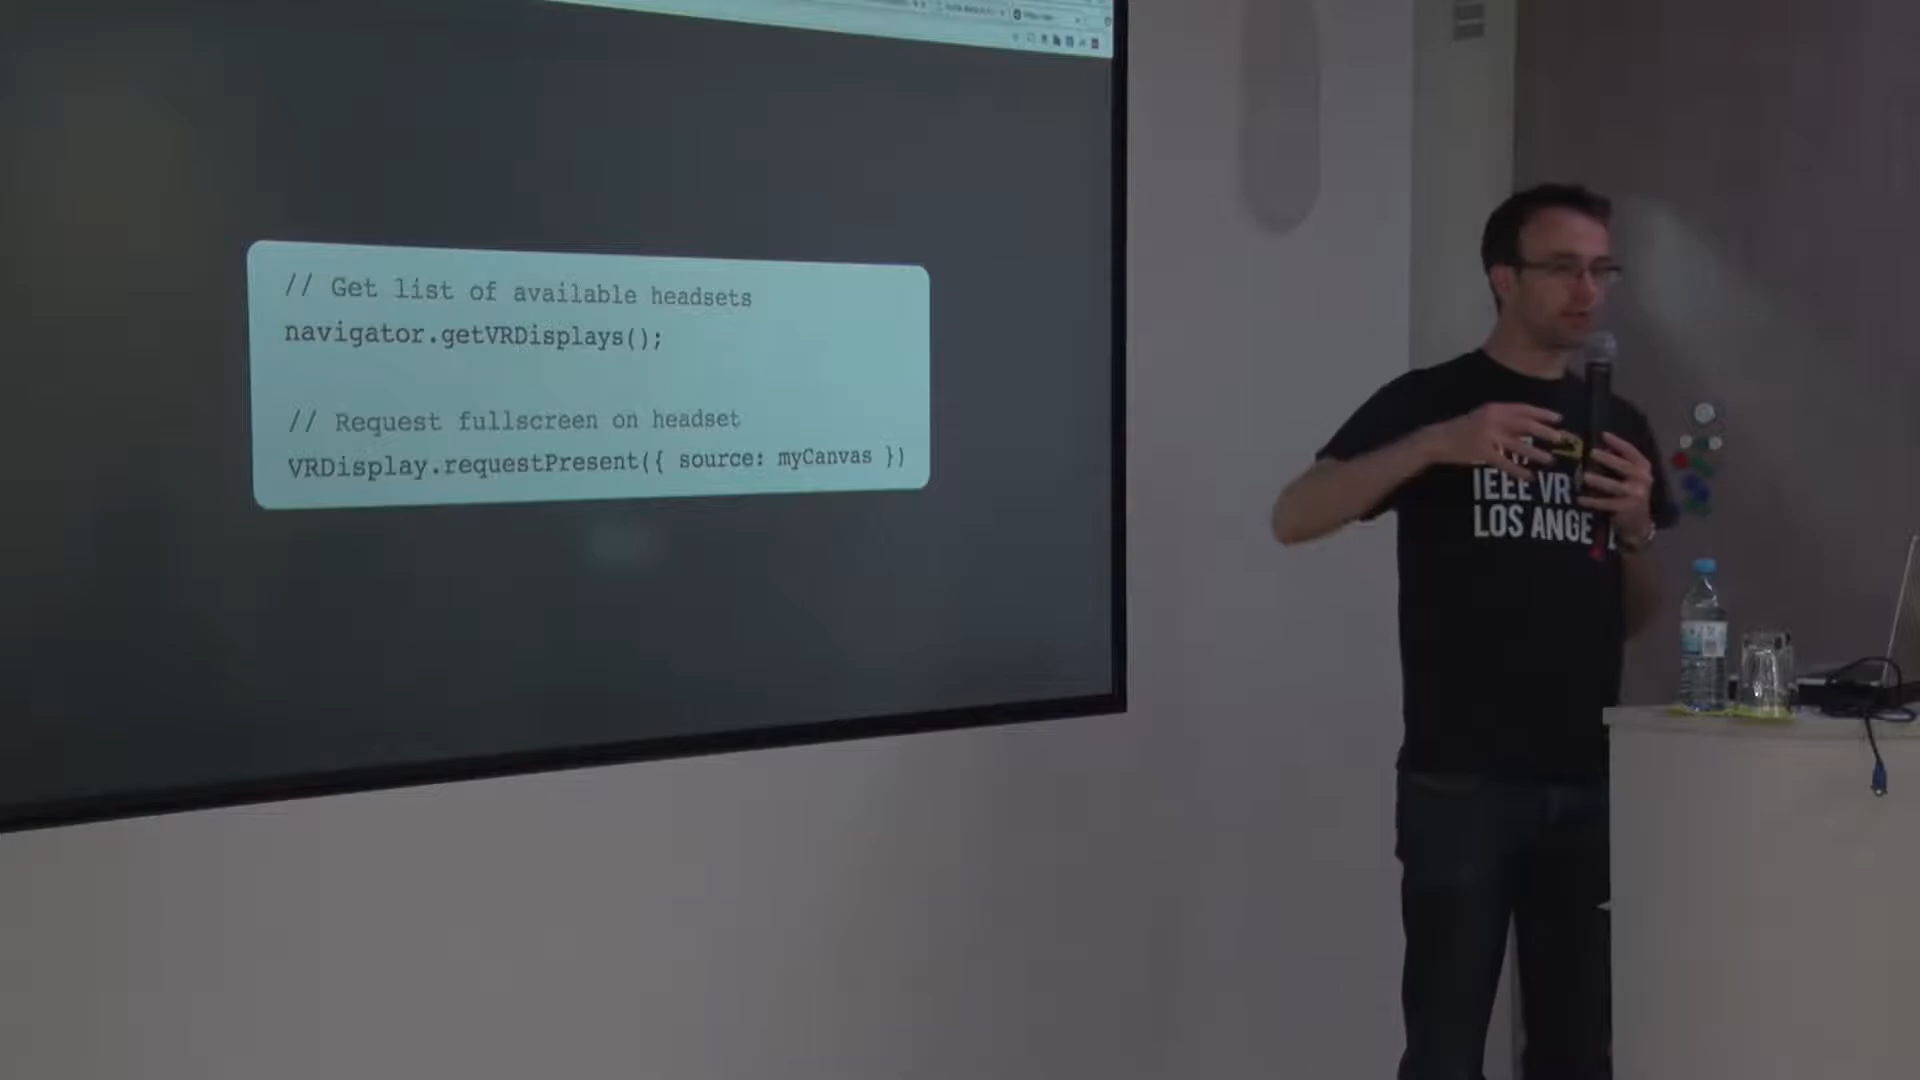 // Get list of available headsets
navigator.getVRDisplays();
// Request fullscreen on headset
VRDisplay.requestPresent({ source: myCanvas })
IEEE VR
LOS ANGE